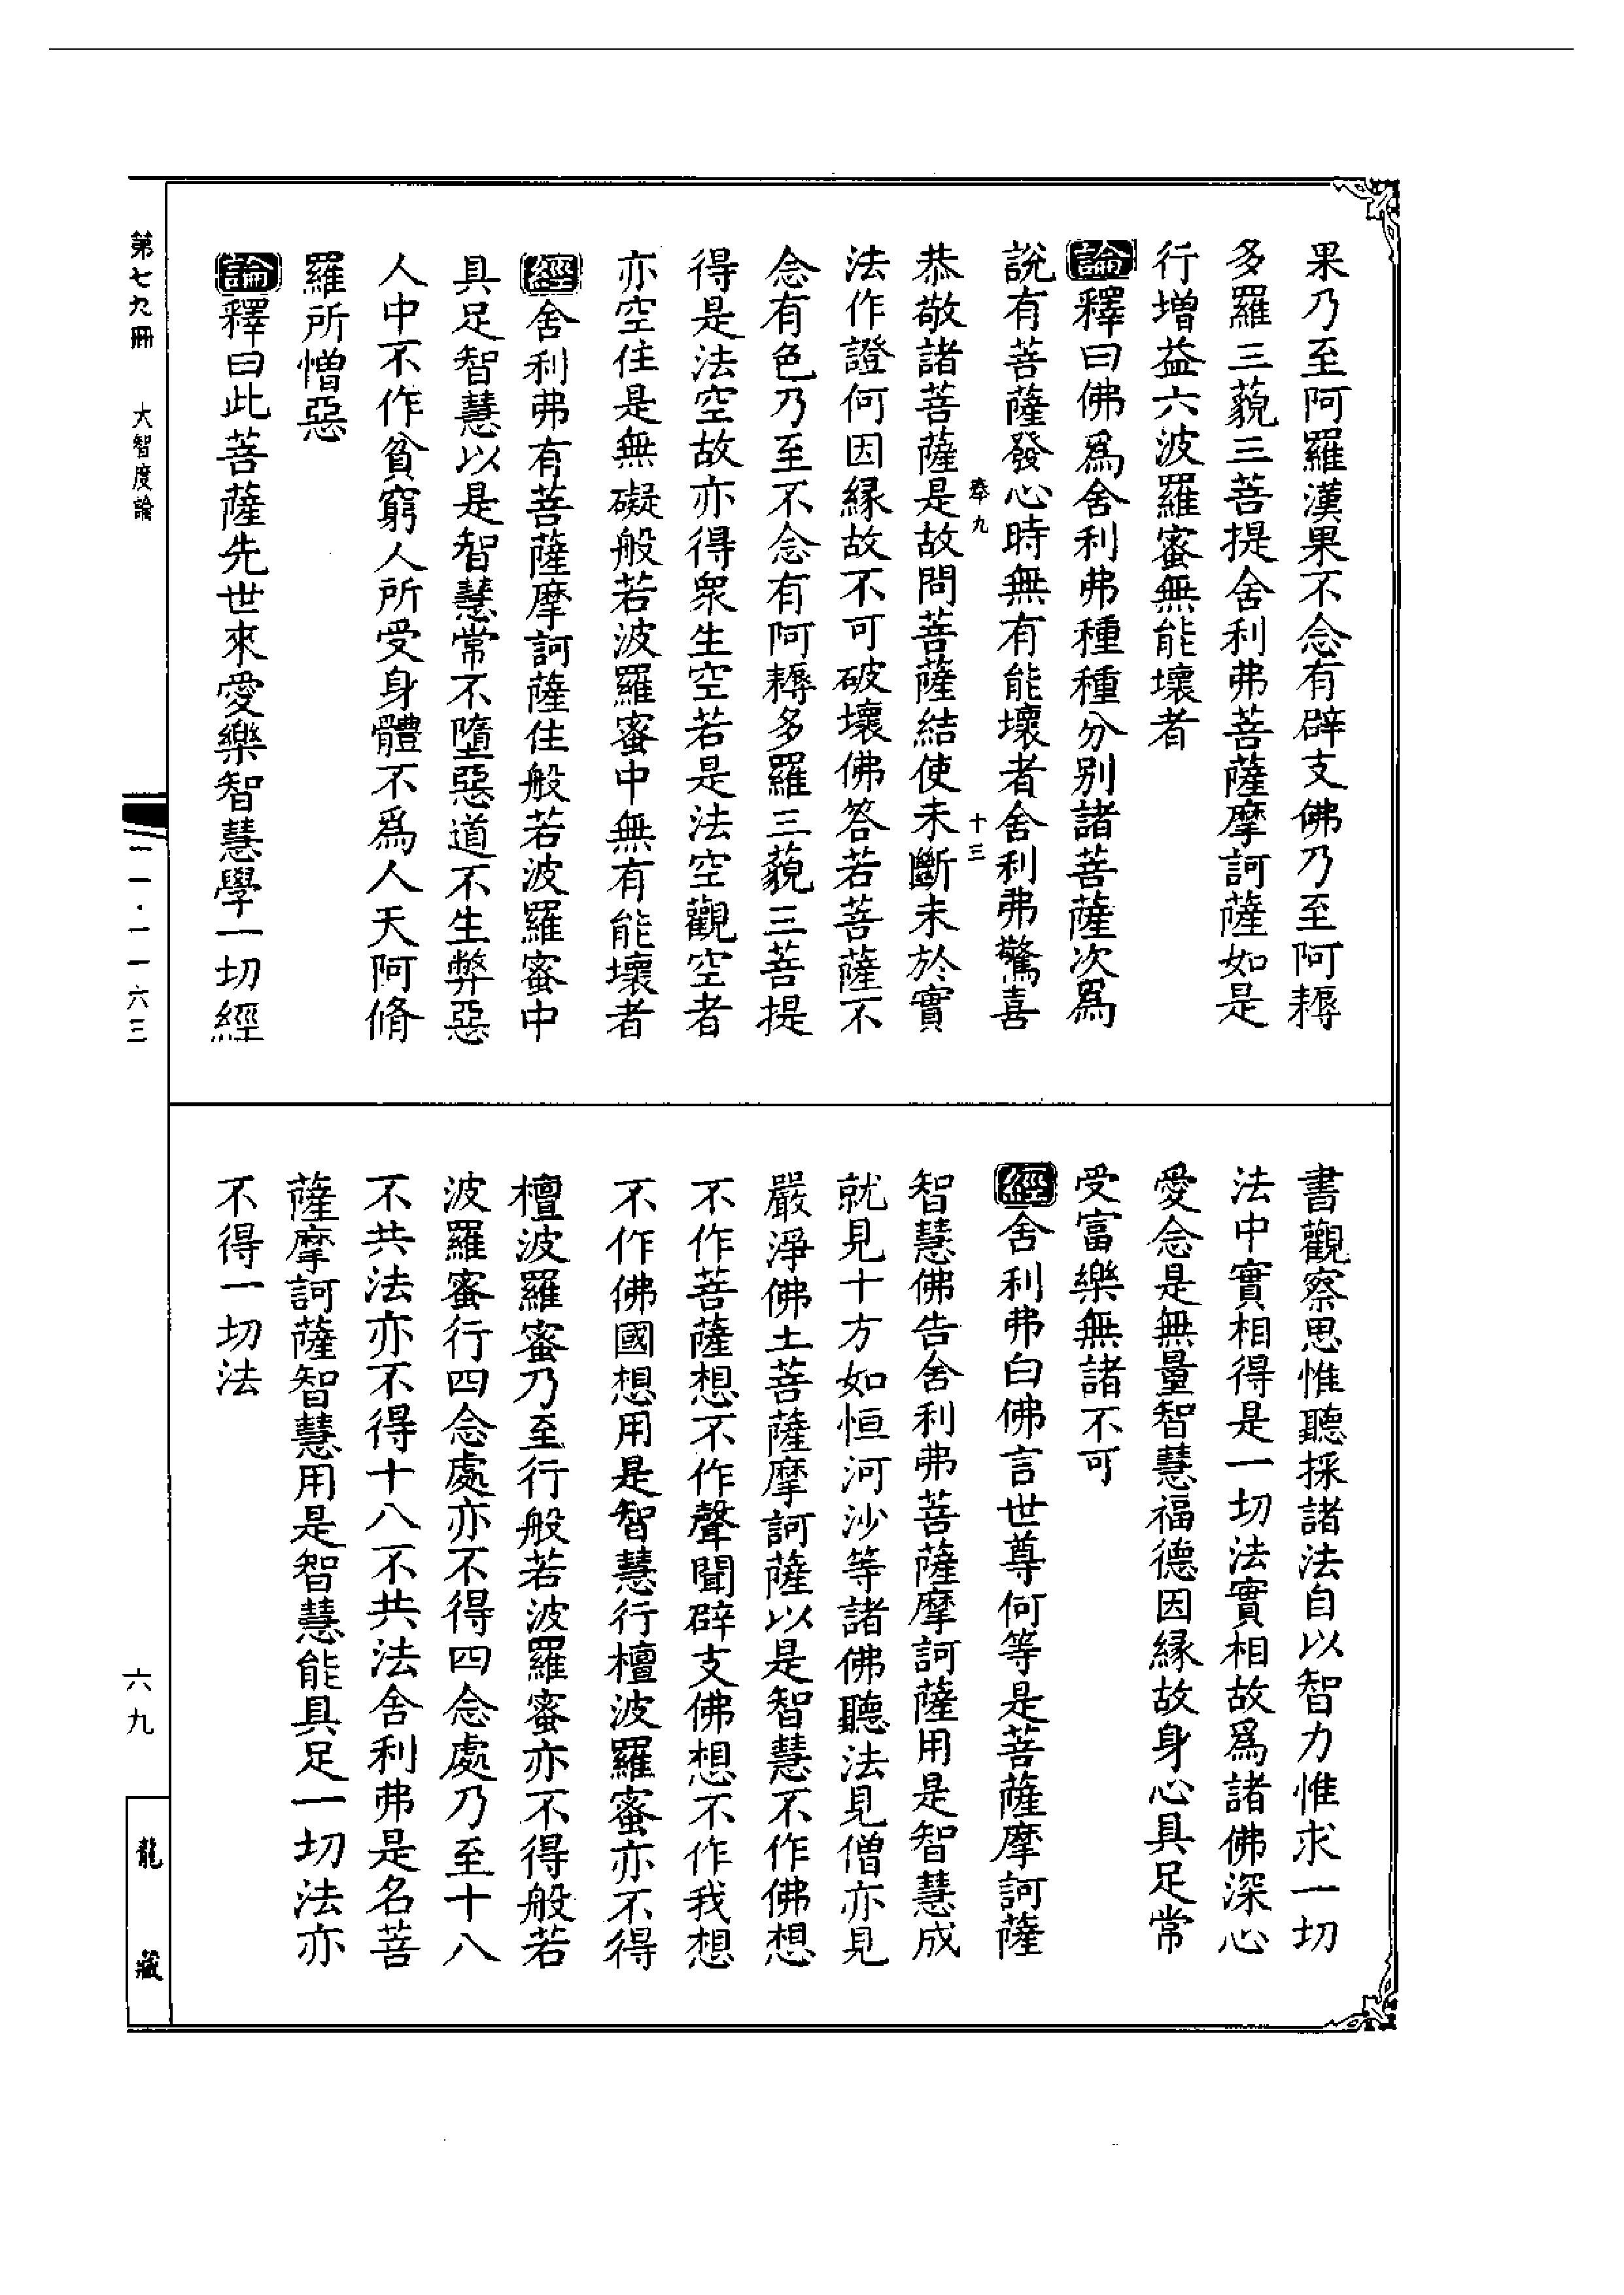 果乃至阿羅漢果不念有辟支佛乃至阿耨
多羅三藐三菩提舍利弗菩薩摩訶薩如是
行增益六波羅蜜無能壞者
論釋曰佛爲舍利弗種種分別諸菩薩次爲
說有菩薩發心時無有能壞者舍利弗驚喜
奉九 十三
恭敬諸菩薩是故問菩薩結使未斷未於實
法作證何因緣故不可破壞佛答若菩薩不
念有色乃至不念有阿耨多羅三藐三菩提
得是法空故亦得衆生空若是法空觀空者
亦空住是無礙般若波羅蜜中無有能壞者
經舍利弗有菩薩摩訶薩住般若波羅蜜中
具足智慧以是智慧常不墮惡道不生弊惡
人中不作貧窮人所受身體不爲人天阿脩
羅所憎惡
論釋曰此菩薩先世來愛樂智慧學一切經
書觀察思惟聽採諸法自以智力惟求一切
法中實相得是一切法實相故爲諸佛深心
愛念是無量智慧福德因緣故身心具足常
受富樂無諸不可
經舍利弗白佛言世尊何等是菩薩摩訶薩
智慧佛告舍利弗菩薩摩訶薩用是智慧成
就見十方如恒河沙等諸佛聽法見僧亦見
嚴淨佛土菩薩摩訶薩以是智慧不作佛想
不作菩薩想不作聲聞辟支佛想不作我想
不作佛國想用是智慧行檀波羅蜜亦不得
檀波羅蜜乃至行般若波羅蜜亦不得般若
波羅蜜行四念處亦不得四念處乃至十八
不共法亦不得十八不共法舍利弗是名菩
薩摩訶薩智慧用是智慧能具足一切法亦
不得一切法
第七九冊 大智度論
一一六三
六九
龍藏